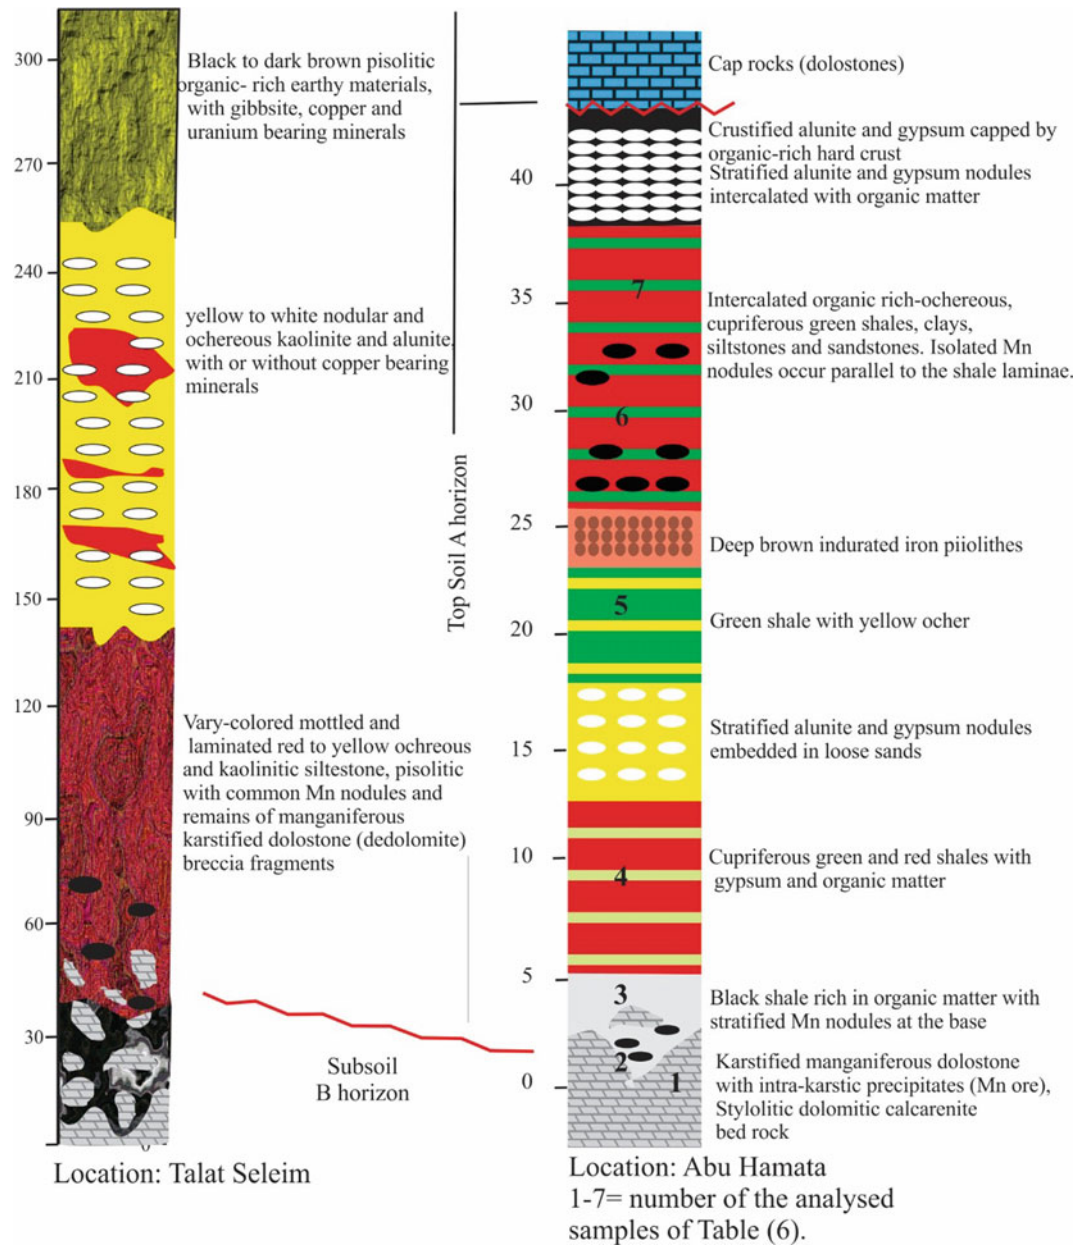 300
270
240
210
180
150
120
90
60
30
0
Black to dark brown pisolitic
organic- rich earthy materials,
with gibbsite, copper and
uranium bearing minerals
yellow to white nodular and
ochereous kaolinite and alunite,
with or without copper bearing
minerals
Vary-colored mottled and
laminated red to yellow ochreous
and kaolinitic siltestone, pisolitic
with common Mn nodules and
remains of manganiferous
karstified dolostone (dedolomite)
breccia fragments
Subsoil
B horizon
Location: Talat Seleim
Top Soil A horizon
40
35
30
25
20
15
10
5
0
7
6
5
4
3
2
1
Cap rocks (dolostones)
Crustified alunite and gypsum capped by
organic-rich hard crust
Stratified alunite and gypsum nodules
intercalated with organic matter
Intercalated organic rich-ochereous,
cupriferous green shales, clays,
siltstones and sandstones. Isolated Mn
nodules occur parallel to the shale laminae.
Deep brown indurated iron piiolithes
Green shale with yellow ocher
Stratified alunite and gypsum nodules
embedded in loose sands
Cupriferous green and red shales with
gypsum and organic matter
Black shale rich in organic matter with
stratified Mn nodules at the base
Karstified manganiferous dolostone
with intra-karstic precipitates (Mn ore),
Stylolitic dolomitic calcarenite
bed rock
Location: Abu Hamata
1-7= number of the analysed
samples of Table (6).